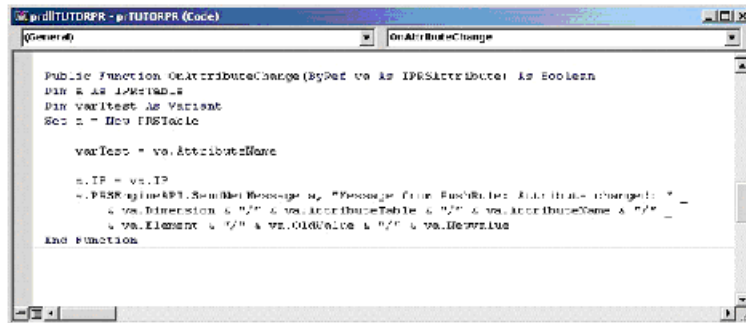 prdllTUTORPR - prTUTORPR (Code)
(General)
OnAttributeChange
Public Function OnAttributeChange(ByRef va As IPRSAttribute) As Boolean
Dim a As IPRSTable
Dim varTtest As Variant
Set a = New PRSTable
varTest = va.AttributeName
a.IP = va.IP
a.PRSEngineAPI.SendNetMessage a, "Message from PushRule: Attribute changed: " _
& va.Dimension & "/" & va.AttributeTable & "/" & va.AttributeName & "/" _
& va.Element & "/" & va.OldValue & "/" & va.NewValue
End Function